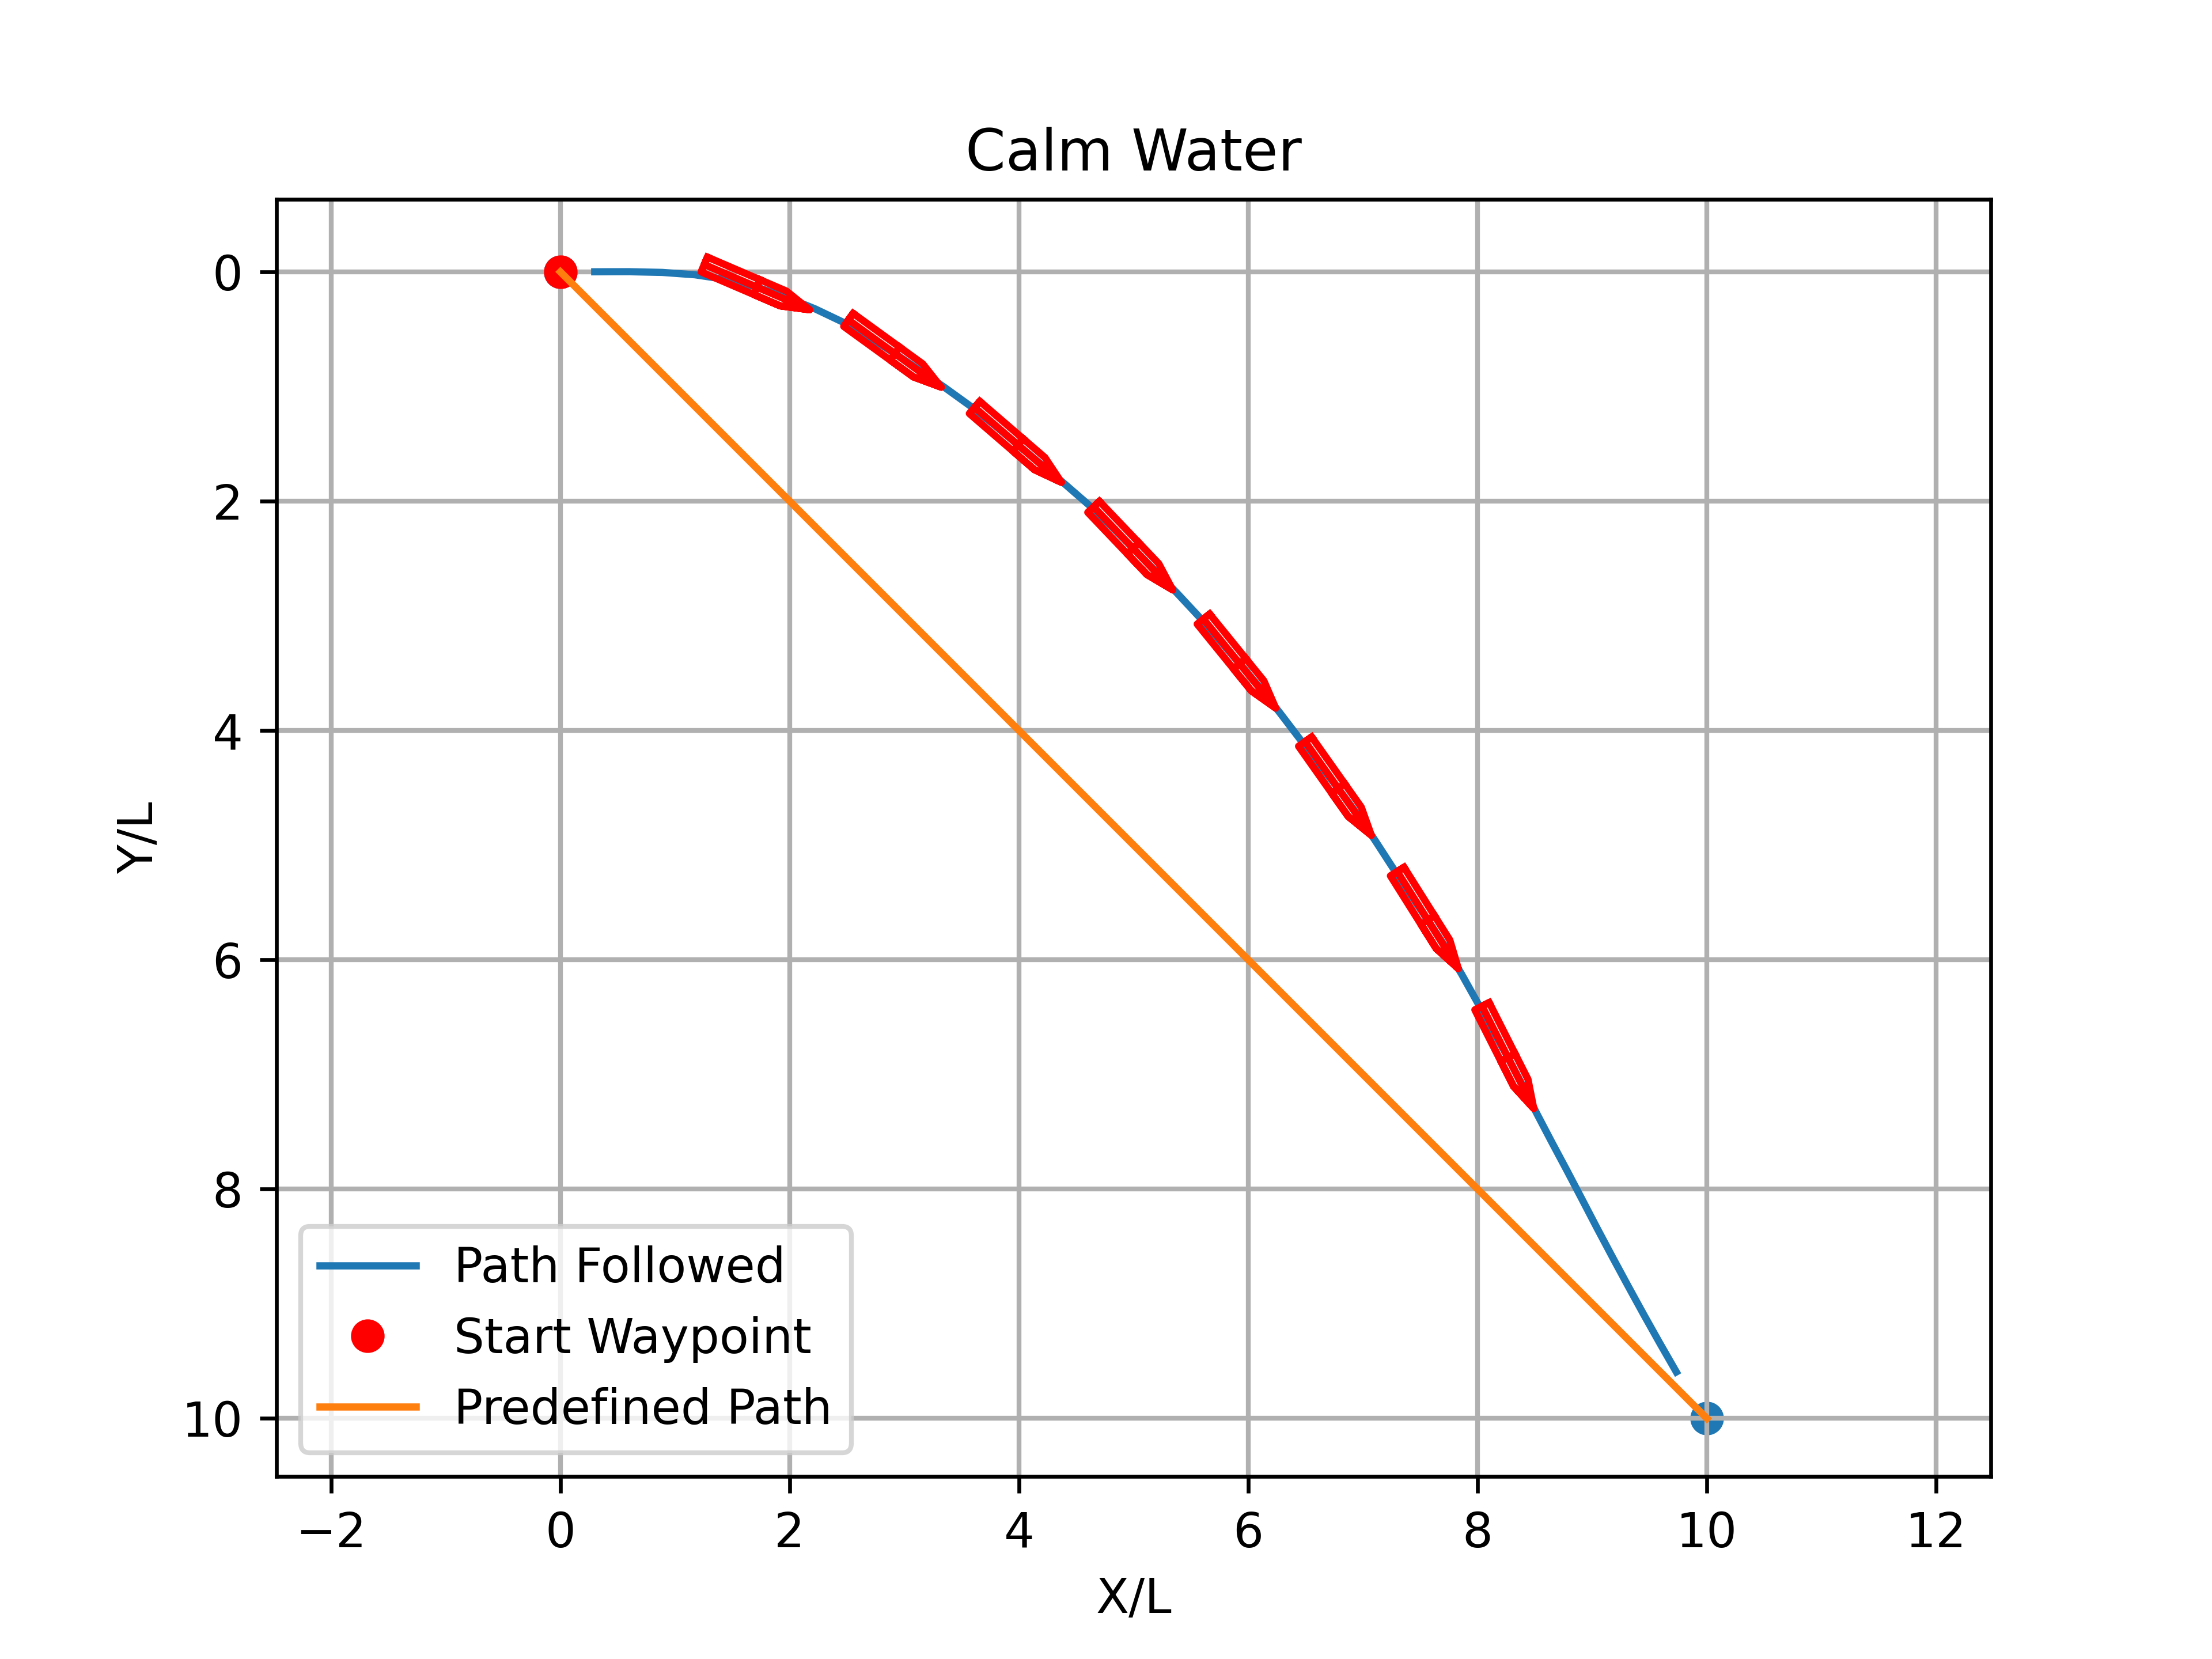 Calm Water
0
2
4
6
8
10
Y/L
Path Followed
Start Waypoint
Predefined Path
−2 0 2 4 6 8 10 12
X/L